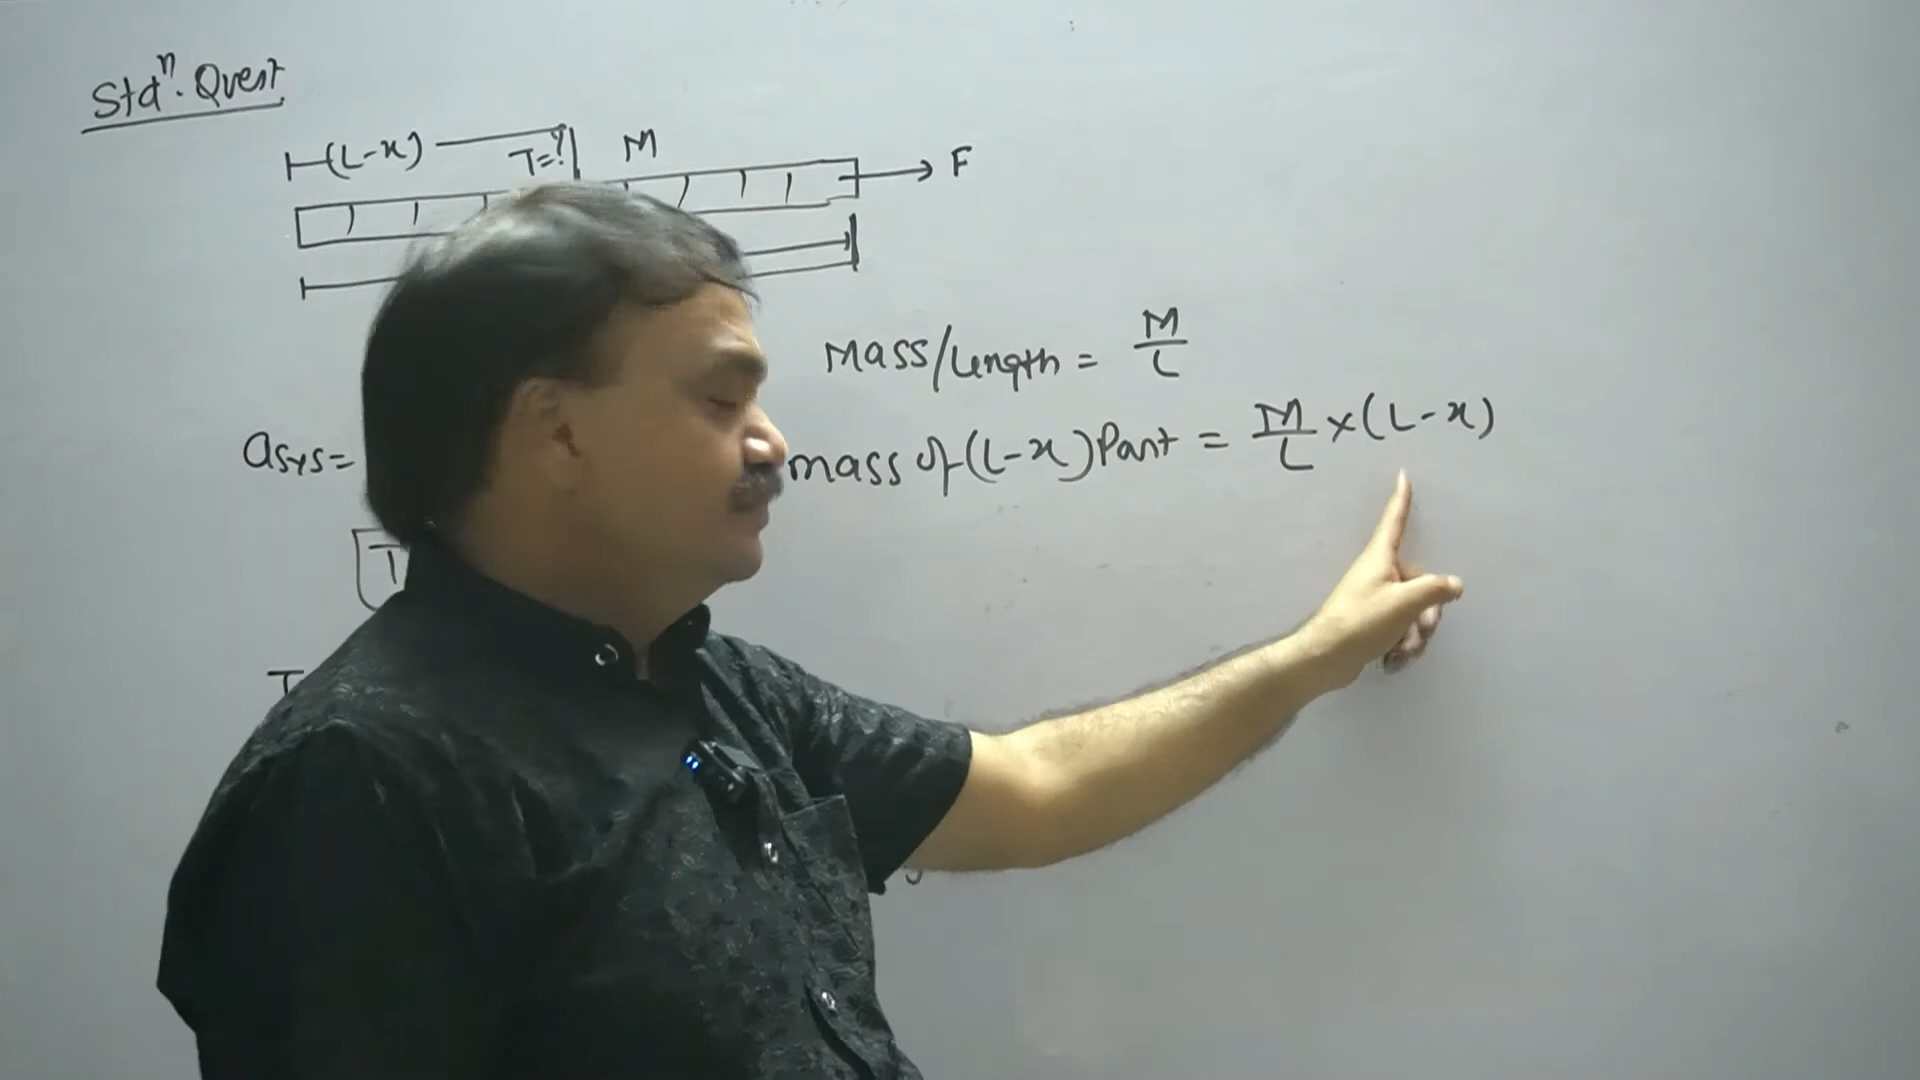 Stdⁿ. Quest
(L-x)
T=?
M
F
Mass/Length = M/L
asys=
mass of (L-x) Part = M/L × (L-x)
T
T